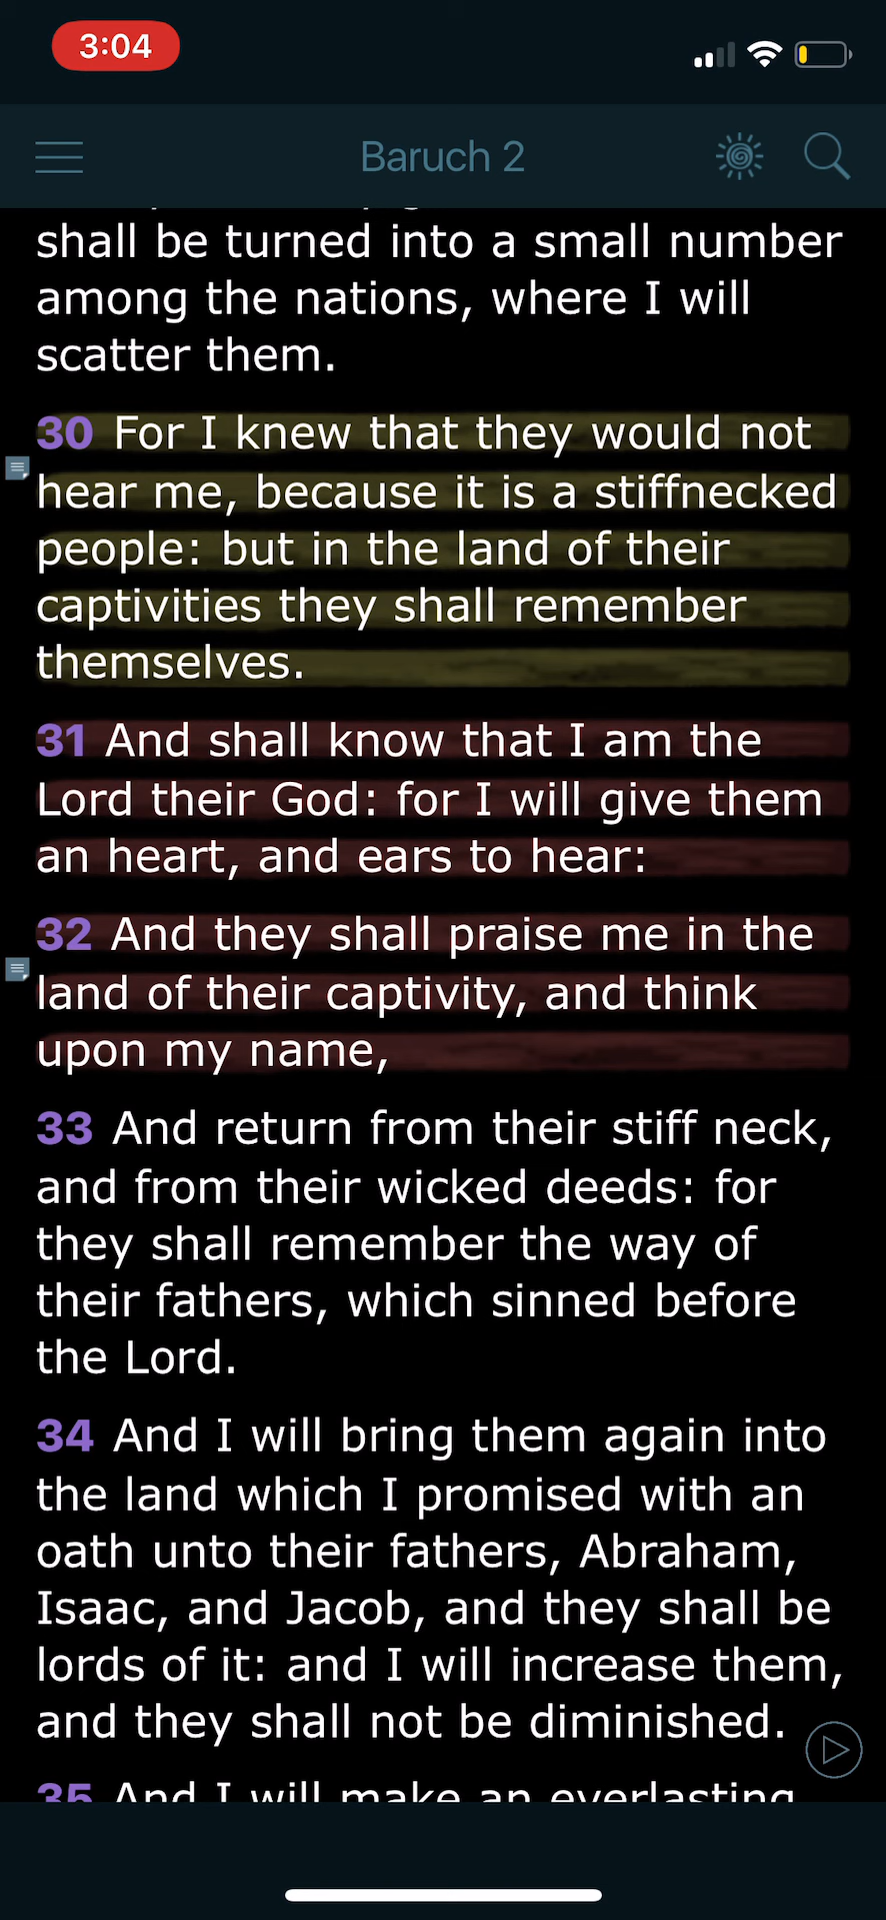 3:04
Baruch 2
shall be turned into a small number
among the nations, where I will
scatter them.
30 For I knew that they would not
hear me, because it is a stiffnecked
people: but in the land of their
captivities they shall remember
themselves.
31 And shall know that I am the
Lord their God: for I will give them
an heart, and ears to hear:
32 And they shall praise me in the
land of their captivity, and think
upon my name,
33 And return from their stiff neck,
and from their wicked deeds: for
they shall remember the way of
their fathers, which sinned before
the Lord.
34 And I will bring them again into
the land which I promised with an
oath unto their fathers, Abraham,
Isaac, and Jacob, and they shall be
lords of it: and I will increase them,
and they shall not be diminished.
35 And I will make an everlasting